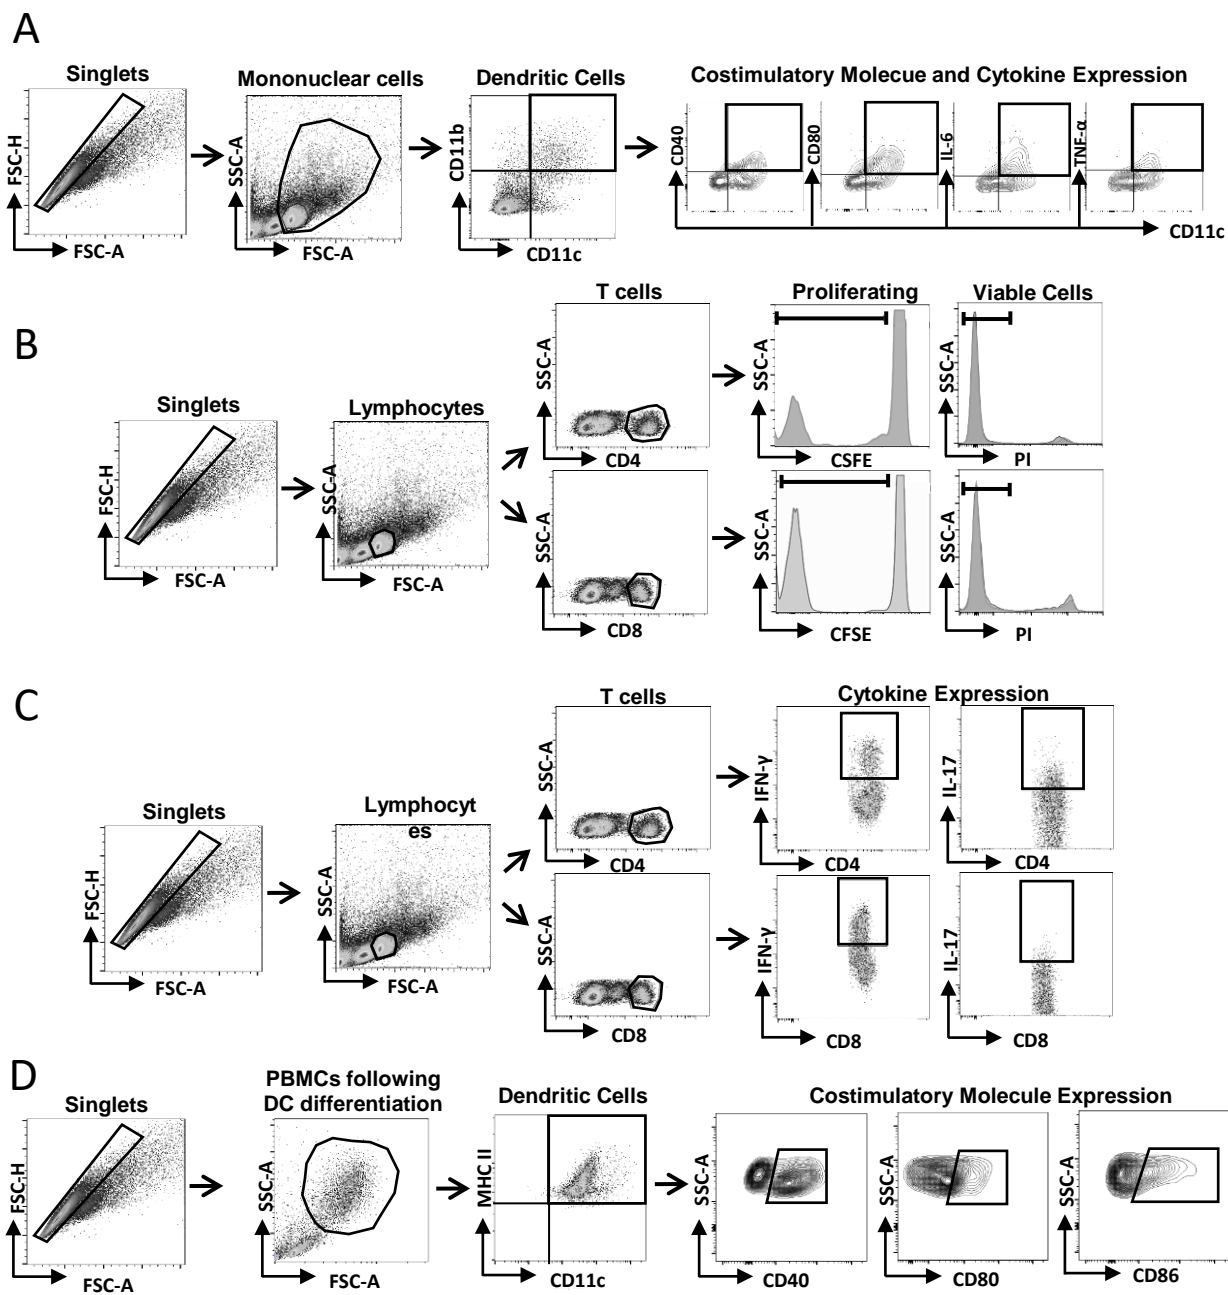 A
Singlets
Mononuclear cells
Dendritic Cells
Costimulatory Molecue and Cytokine Expression
FSC-H
FSC-A
SSC-A
FSC-A
CD11b
CD11c
CD40
CD80
IL-6
TNF-α
CD11c
B
Singlets
FSC-H
FSC-A
Lymphocytes
SSC-A
FSC-A
T cells
Proliferating
Viable Cells
SSC-A
CD4
SSC-A
CSFE
SSC-A
PI
SSC-A
CD8
SSC-A
CFSE
SSC-A
PI
C
Singlets
FSC-H
FSC-A
Lymphocyt
es
SSC-A
FSC-A
T cells
Cytokine Expression
SSC-A
CD4
IFN-γ
CD4
IL-17
CD4
SSC-A
CD8
IFN-γ
CD8
IL-17
CD8
D
Singlets
PBMCs following
DC differentiation
Dendritic Cells
Costimulatory Molecule Expression
FSC-H
FSC-A
SSC-A
FSC-A
MHC II
CD11c
SSC-A
CD40
SSC-A
CD80
SSC-A
CD86